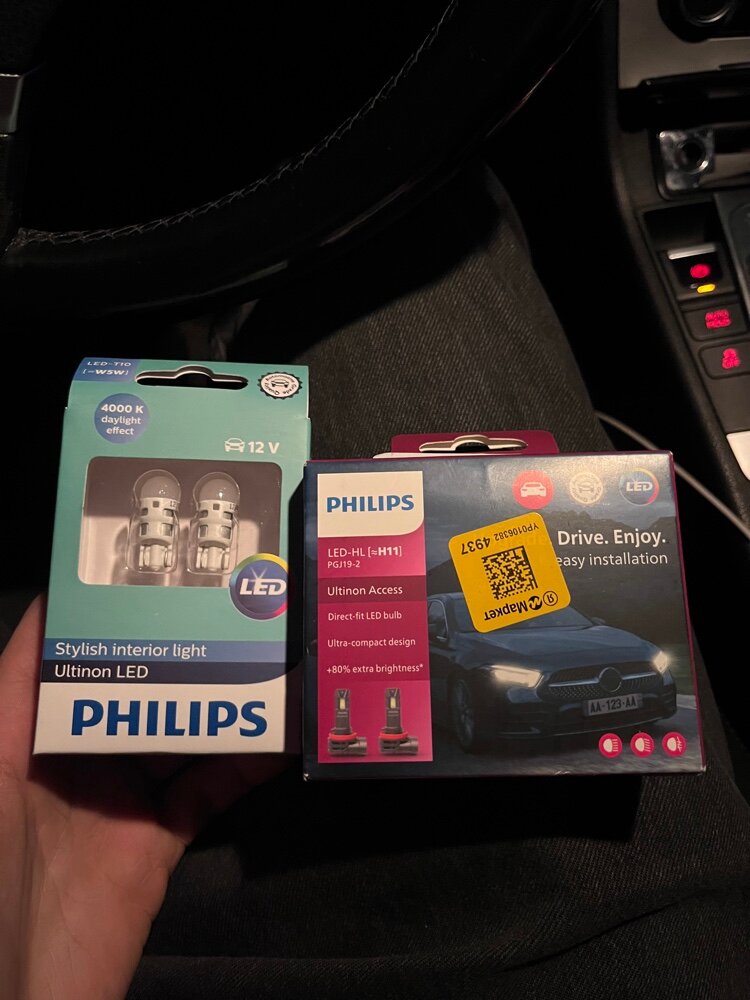 LED-T10
[~W5W]
4000 K
daylight
effect
12 V
LED
Stylish interior light
Ultinon LED
PHILIPS
PHILIPS
LED-HL [≈H11]
PGJ19-2
Ultinon Access
Direct-fit LED bulb
Ultra-compact design
+80% extra brightness*
LED
Drive. Enjoy.
easy installation
YP0106382 4937
Я Маркет
AA-123-AA